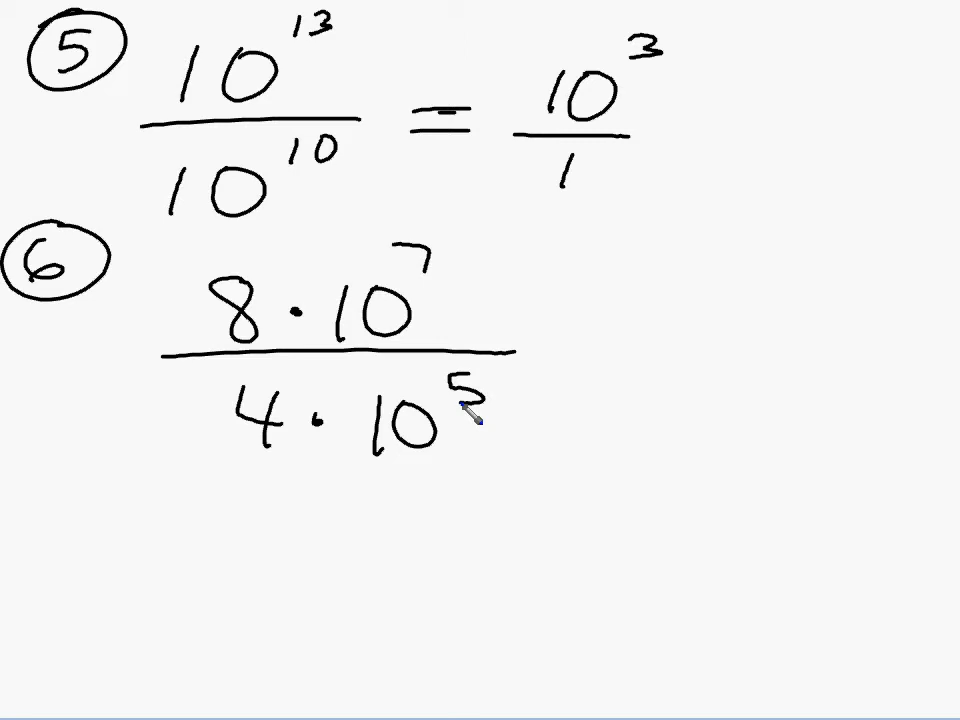 ⑤ 10^13 / 10^10 = 10^3 / 1
⑥ 8 · 10^7 / 4 · 10^5